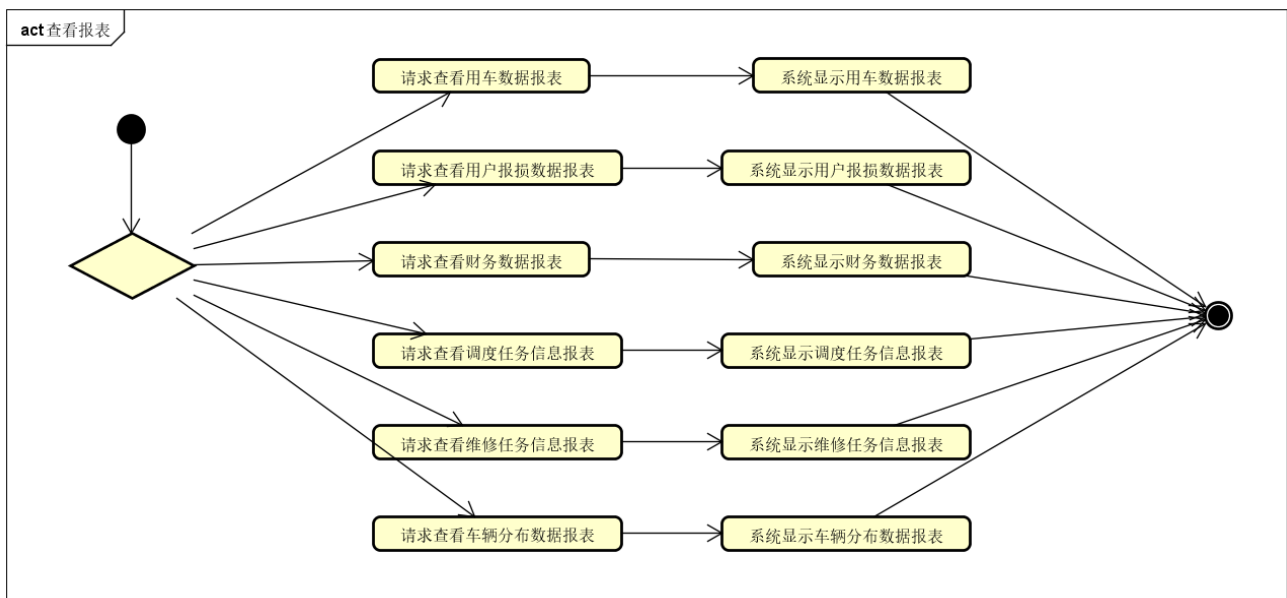 act 查看报表
请求查看用车数据报表
系统显示用车数据报表
请求查看用户报损数据报表
系统显示用户报损数据报表
请求查看财务数据报表
系统显示财务数据报表
请求查看调度任务信息报表
系统显示调度任务信息报表
请求查看维修任务信息报表
系统显示维修任务信息报表
请求查看车辆分布数据报表
系统显示车辆分布数据报表